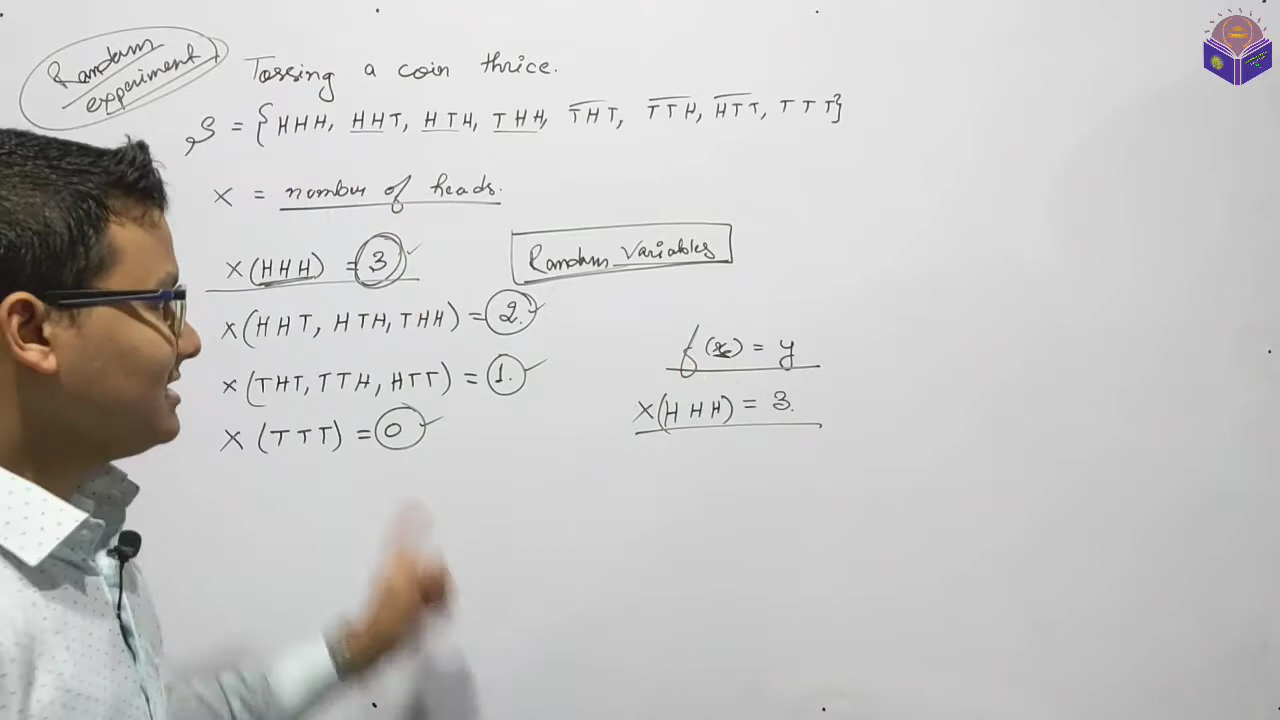 Random
experiment
Tossing a coin thrice.
S = {HHH, HHT, HTH, THH, THT, TTH, HTT, TTT}
X = number of heads.
X(HHH) = 3
Random Variables
X(HHT, HTH, THH) = 2.
X(THT, TTH, HTT) = 1.
X(TTT) = 0
f(x) = y
X(HHH) = 3.